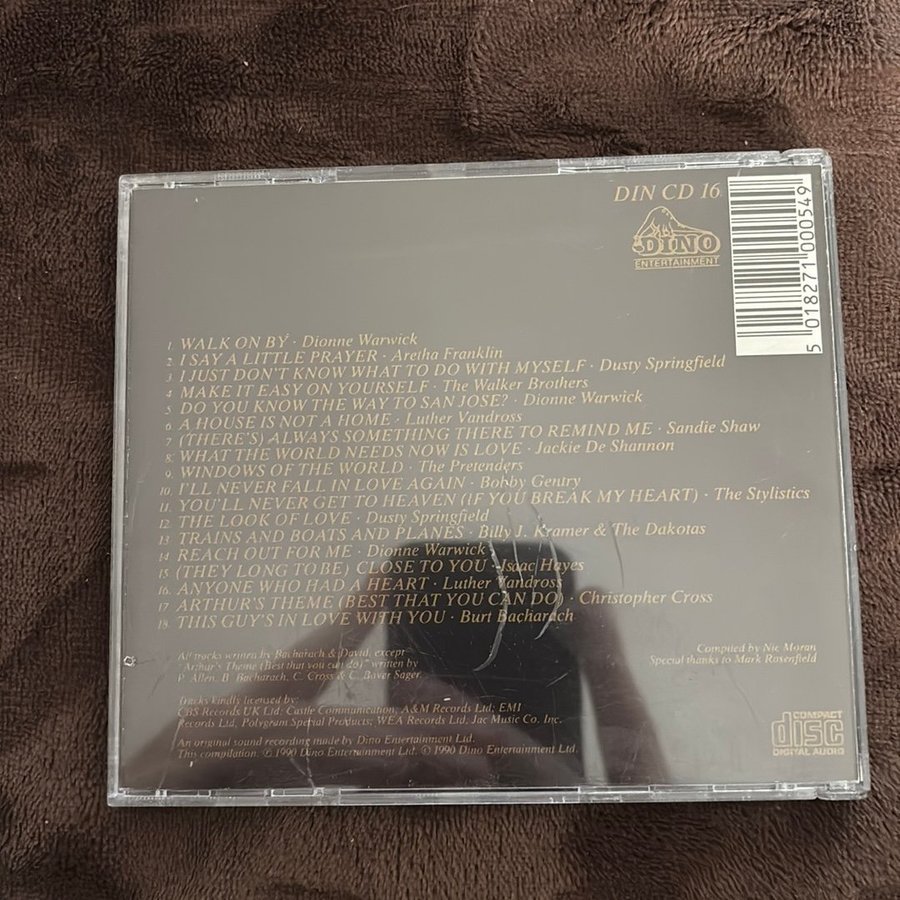 DIN CD 16
DINO
ENTERTAINMENT
5 018271 000549
1. WALK ON BY · Dionne Warwick
2. I SAY A LITTLE PRAYER · Aretha Franklin
3. I JUST DON'T KNOW WHAT TO DO WITH MYSELF · Dusty Springfield
4. MAKE IT EASY ON YOURSELF · The Walker Brothers
5. DO YOU KNOW THE WAY TO SAN JOSE? · Dionne Warwick
6. A HOUSE IS NOT A HOME · Luther Vandross
7. (THERE'S) ALWAYS SOMETHING THERE TO REMIND ME · Sandie Shaw
8. WHAT THE WORLD NEEDS NOW IS LOVE · Jackie De Shannon
9. WINDOWS OF THE WORLD · The Pretenders
10. I'LL NEVER FALL IN LOVE AGAIN · Bobby Gentry
11. YOU'LL NEVER GET TO HEAVEN (IF YOU BREAK MY HEART) · The Stylistics
12. THE LOOK OF LOVE · Dusty Springfield
13. TRAINS AND BOATS AND PLANES · Billy J. Kramer & The Dakotas
14. REACH OUT FOR ME · Dionne Warwick
15. (THEY LONG TO BE) CLOSE TO YOU · Isaac Hayes
16. ANYONE WHO HAD A HEART · Luther Vandross
17. ARTHUR'S THEME (BEST THAT YOU CAN DO) · Christopher Cross
18. THIS GUY'S IN LOVE WITH YOU · Burt Bacharach
All tracks written by Bacharach & David, except
"Arthur's Theme (Best that you can do)" written by
P. Allen, B. Bacharach, C. Cross & C. Bayer Sager.
Compiled by Nic Moran
Special thanks to Mark Rosenfield
Tracks kindly licensed by:
CBS Records UK Ltd; Castle Communication; A&M Records Ltd; EMI
Records Ltd, Polygram Special Products; WEA Records Ltd, Jac Music Co. Inc.
An original sound recording made by Dino Entertainment Ltd.
This compilation. ℗ 1990 Dino Entertainment Ltd. © 1990 Dino Entertainment Ltd.
COMPACT
disc
DIGITAL AUDIO